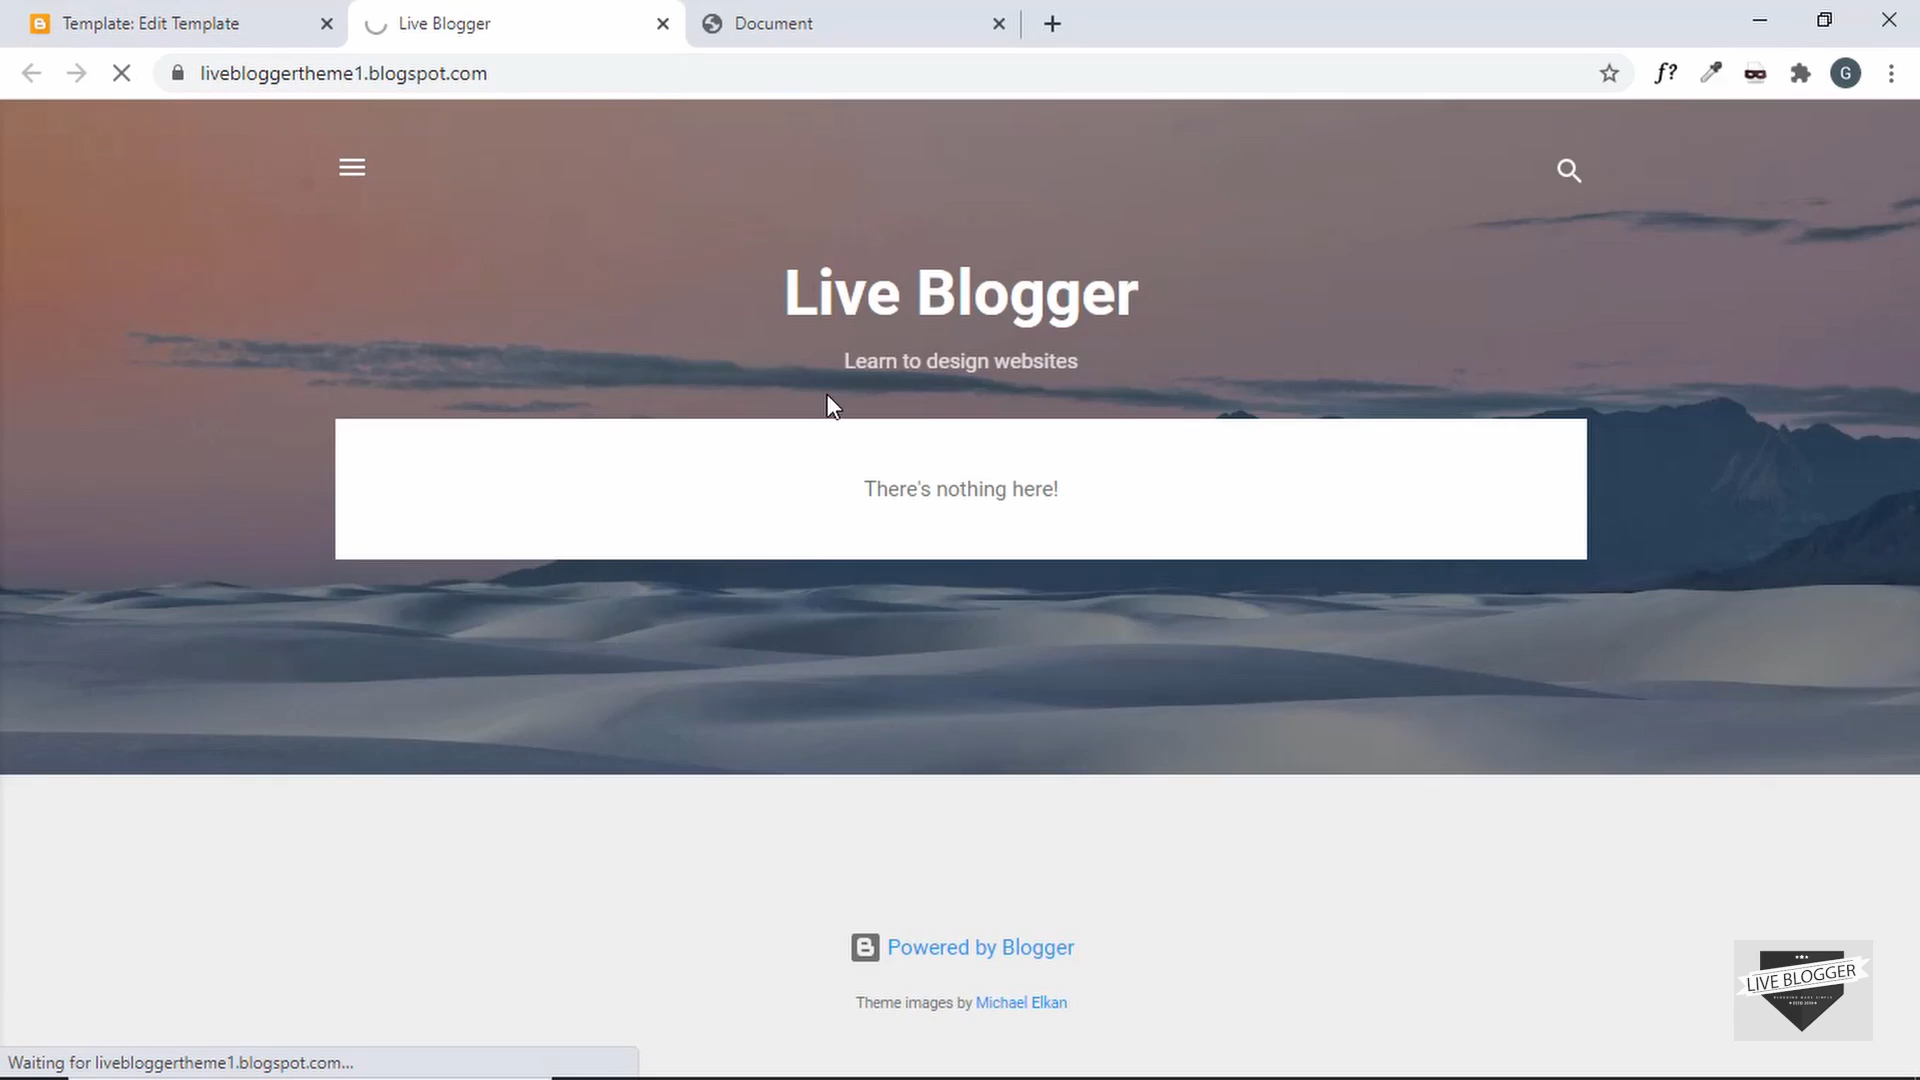 Template: Edit Template
Live Blogger
Document
livebloggertheme1.blogspot.com
f?
G
Live Blogger
Learn to design websites
There's nothing here!
Powered by Blogger
Theme images by Michael Elkan
LIVE BLOGGER
Waiting for livebloggertheme1.blogspot.com...